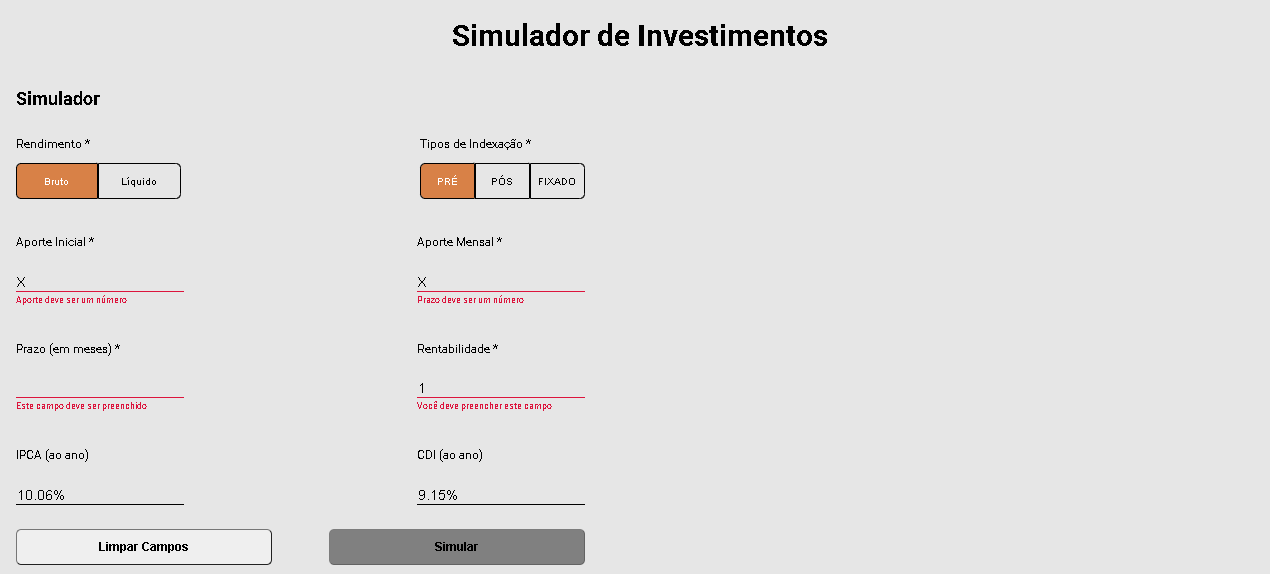 Simulador de Investimentos
Simulador
Rendimento *
Tipos de Indexação *
Bruto
Líquido
PRÉ
PÓS
FIXADO
Aporte Inicial *
Aporte Mensal *
X
X
Aporte deve ser um número
Prazo deve ser um número
Prazo (em meses) *
Rentabilidade *
1
Este campo deve ser preenchido
Você deve preencher este campo
IPCA (ao ano)
CDI (ao ano)
10.06%
9.15%
Limpar Campos
Simular